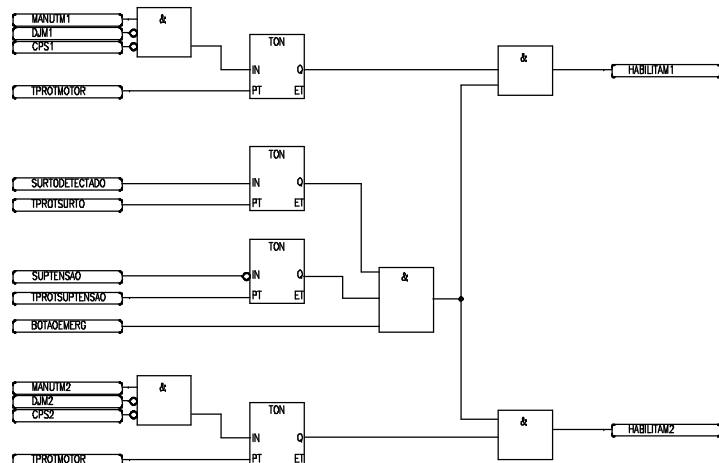 MANUTM1
&
DJM1
CPS1
TON
IN Q
PT ET
TPROTMOTOR
&
HABILITAM1
TON
IN Q
PT ET
SURTODETECTADO
TPROTSURTO
TON
IN Q
PT ET
SUPTENSAO
TPROTSUPTENSAO
BOTAOEMERG
&
MANUTM2
&
DJM2
CPS2
TON
IN Q
PT ET
TPROTMOTOR
&
HABILITAM2